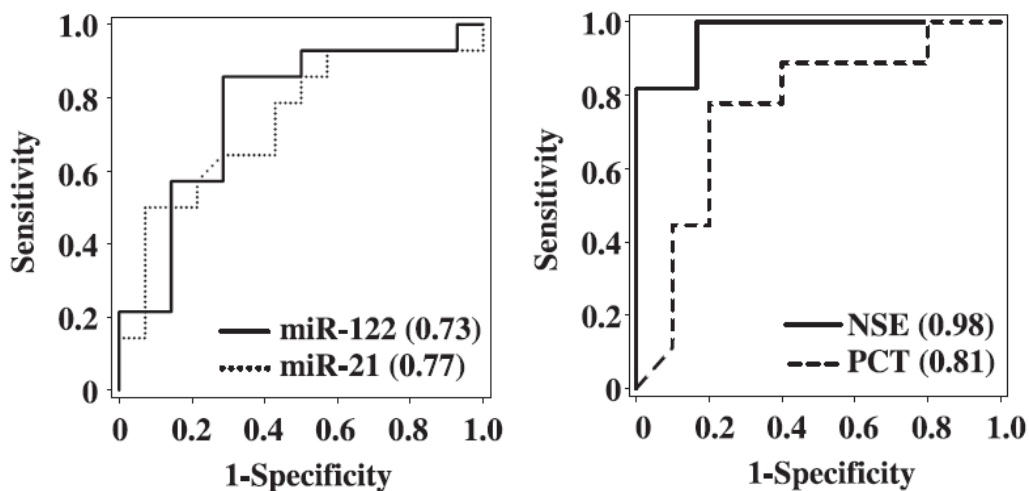 Sensitivity
1.0
0.8
0.6
0.4
0.2
0
miR-122 (0.73)
miR-21 (0.77)
0 0.2 0.4 0.6 0.8 1.0
1-Specificity
Sensitivity
1.0
0.8
0.6
0.4
0.2
0
NSE (0.98)
PCT (0.81)
0 0.2 0.4 0.6 0.8 1.0
1-Specificity